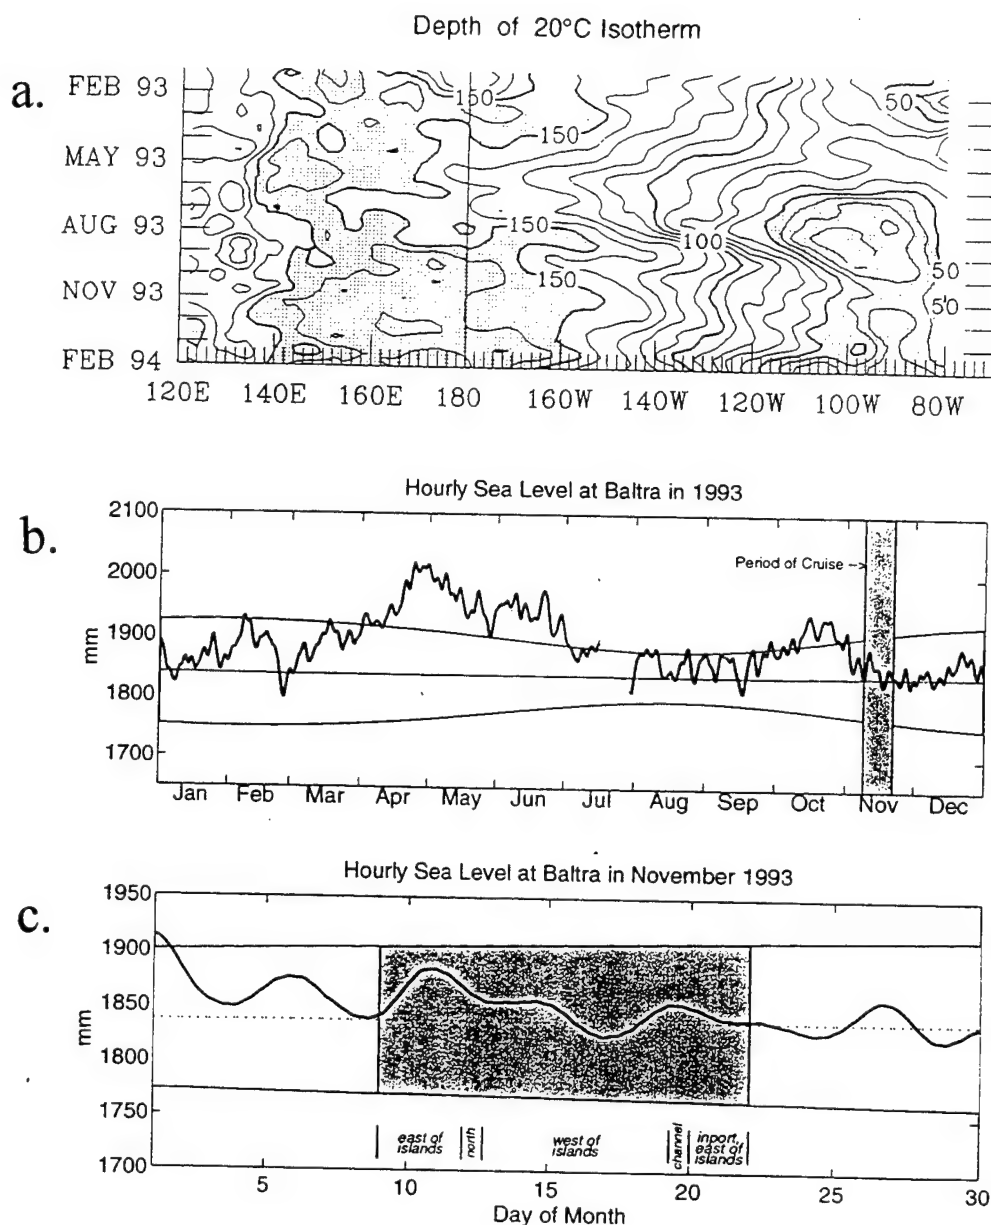 Depth of 20°C Isotherm
a.
FEB 93
MAY 93
AUG 93
NOV 93
FEB 94
150
150
150
150
100
50
50
50
120E 140E 160E 180 160W 140W 120W 100W 80W
b.
Hourly Sea Level at Baltra in 1993
2100
2000
1900
1800
1700
mm
Period of Cruise -->
Jan Feb Mar Apr May Jun Jul Aug Sep Oct Nov Dec
c.
Hourly Sea Level at Baltra in November 1993
1950
1900
1850
1800
1750
1700
mm
east of islands
north
west of islands
channel
inport, east of islands
5 10 15 20 25 30
Day of Month